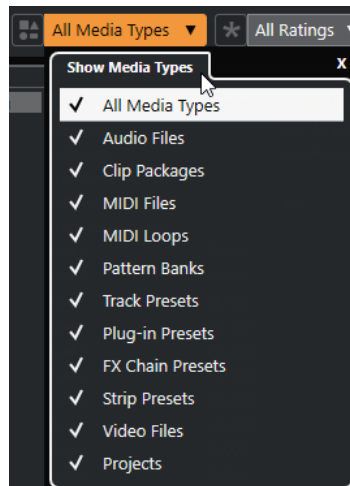 All Media Types ▼ All Ratings
Show Media Types X
✓ All Media Types
✓ Audio Files
✓ Clip Packages
✓ MIDI Files
✓ MIDI Loops
✓ Pattern Banks
✓ Track Presets
✓ Plug-in Presets
✓ FX Chain Presets
✓ Strip Presets
✓ Video Files
✓ Projects